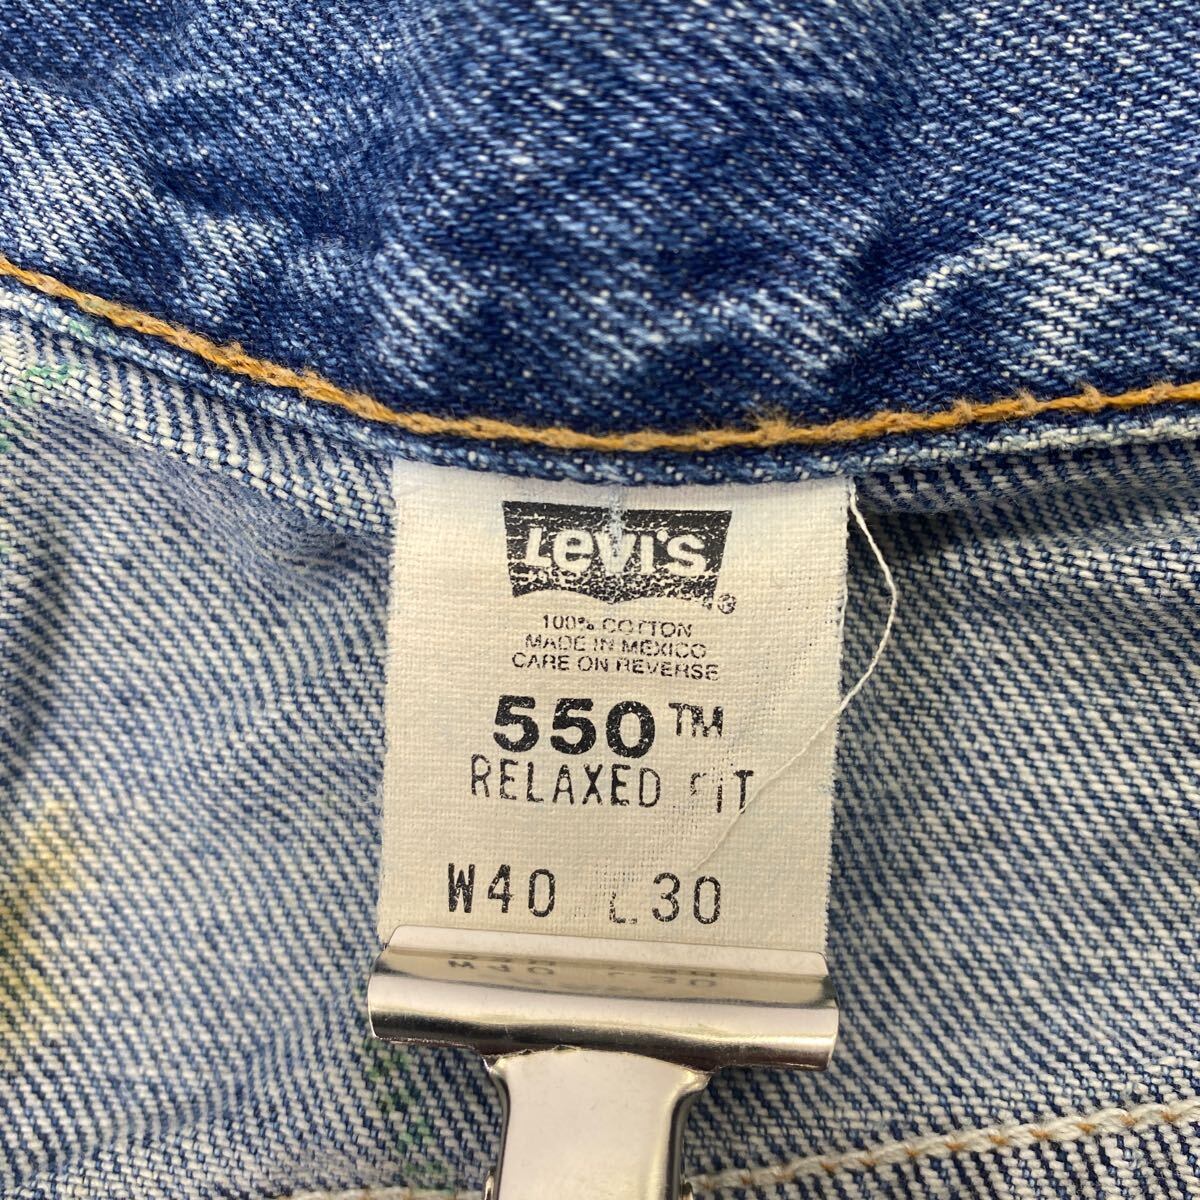 Levi's ®
100% COTTON
MADE IN MEXICO
CARE ON REVERSE
550™
RELAXED FIT
W40 L30